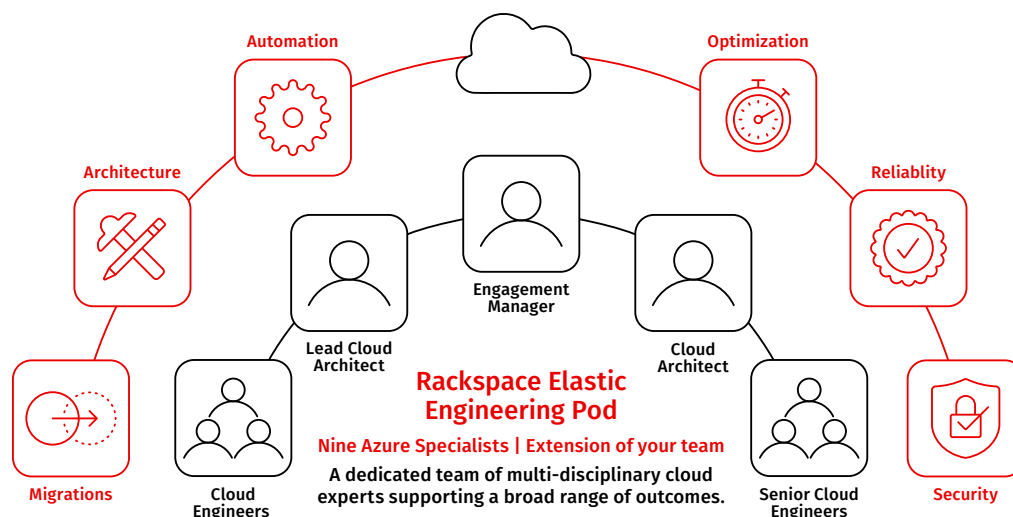 Automation
Optimization
Architecture
Reliablity
Engagement
Manager
Lead Cloud
Architect
Cloud
Architect
Rackspace Elastic
Engineering Pod
Nine Azure Specialists | Extension of your team
A dedicated team of multi-disciplinary cloud
experts supporting a broad range of outcomes.
Migrations
Cloud
Engineers
Senior Cloud
Engineers
Security